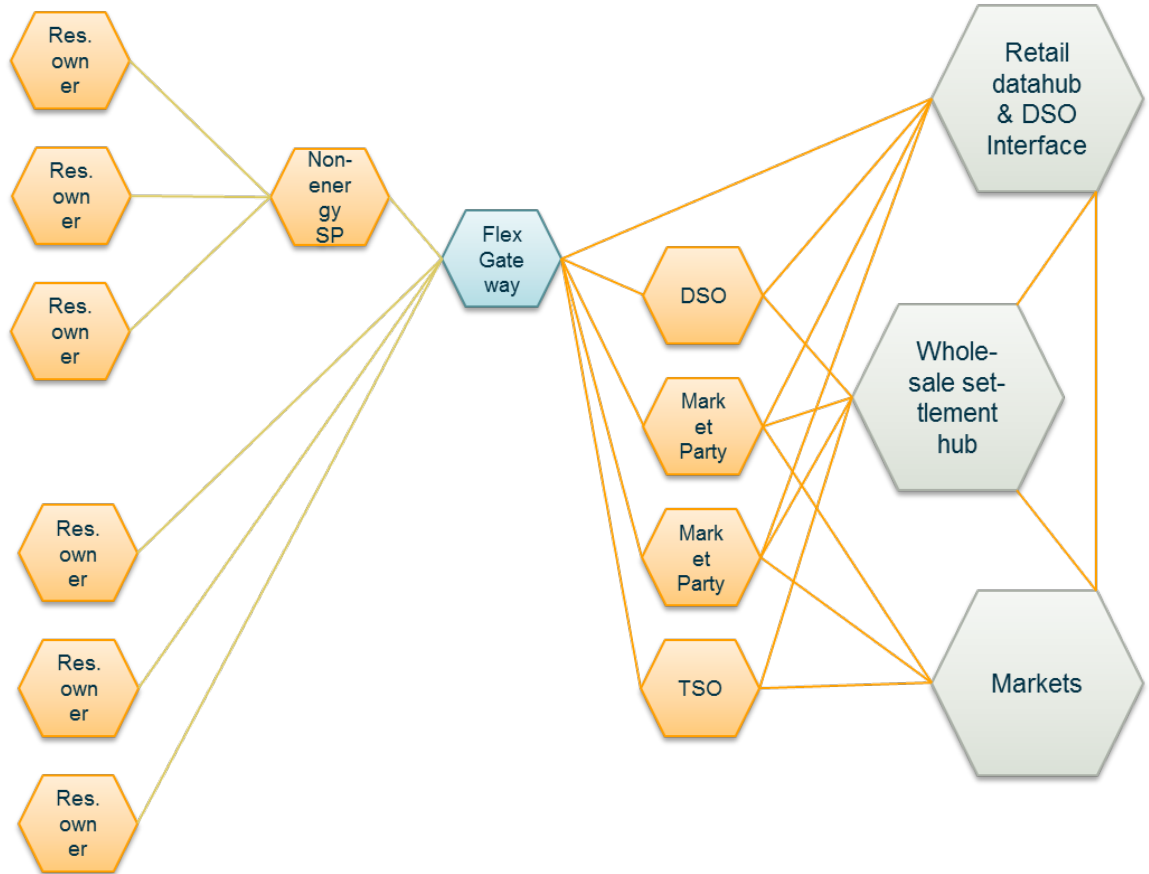 Res.
own
er
Res.
own
er
Res.
own
er
Non-
ener
gy
SP
Flex
Gate
way
Retail
datahub
& DSO
Interface
DSO
Whole-
sale set-
tlement
hub
Mark
et
Party
Mark
et
Party
TSO
Markets
Res.
own
er
Res.
own
er
Res.
own
er